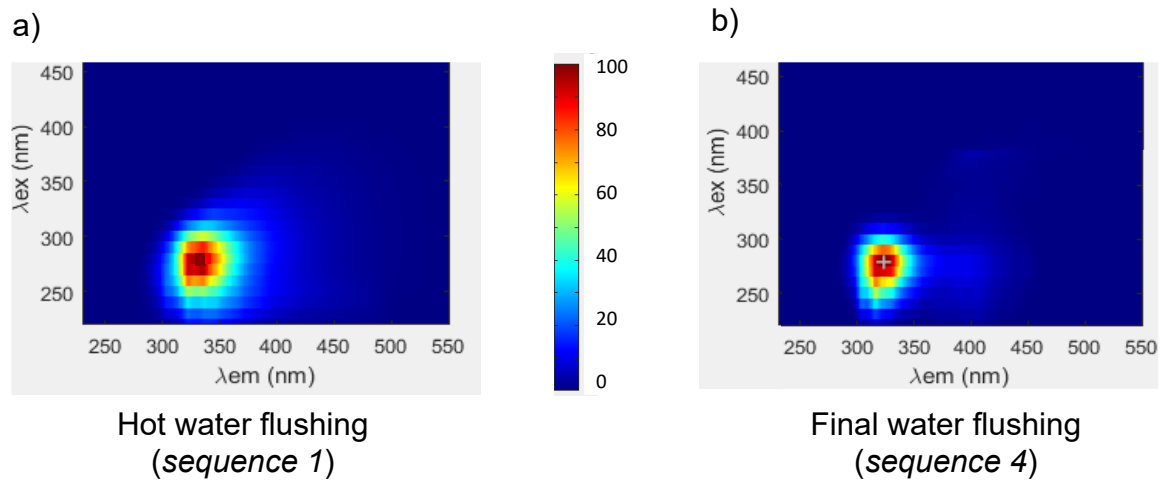 a)
450
400
350
300
250
λex (nm)
250 300 350 400 450 500 550
λem (nm)
Hot water flushing
(sequence 1)
100
80
60
40
20
0
b)
450
400
350
300
250
λex (nm)
250 300 350 400 450 500 550
λem (nm)
Final water flushing
(sequence 4)